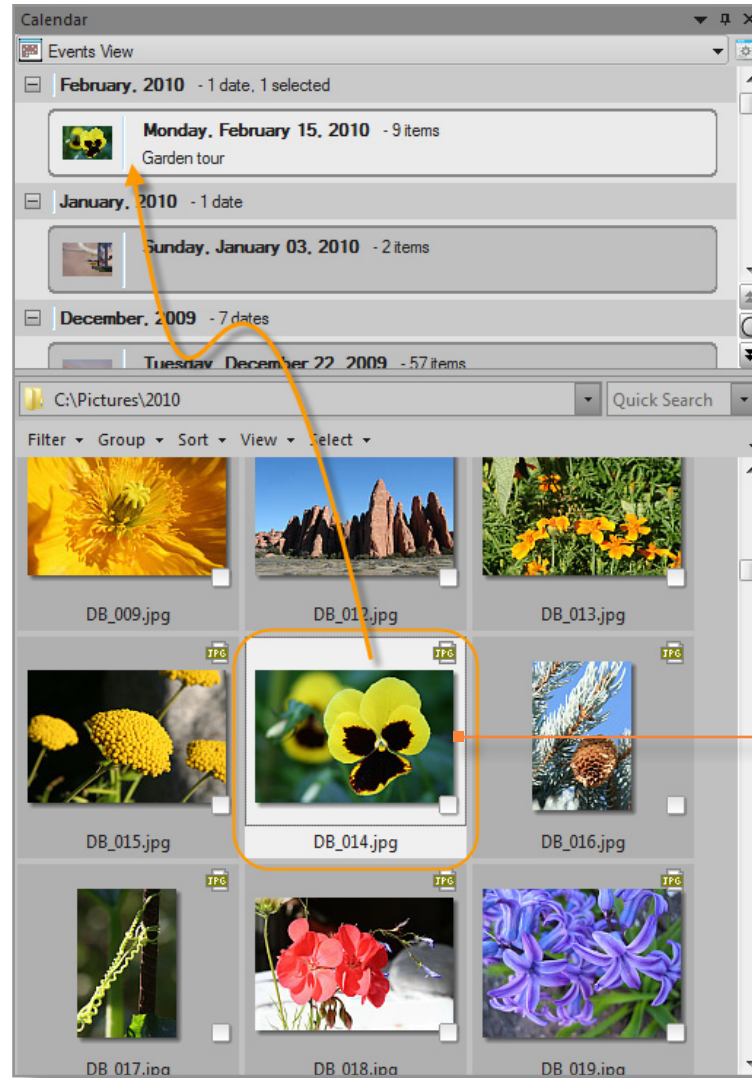 Calendar
Events View
February, 2010 - 1 date, 1 selected
Monday, February 15, 2010 - 9 items
Garden tour
January, 2010 - 1 date
Sunday, January 03, 2010 - 2 items
December, 2009 - 7 dates
Tuesday, December 22, 2009 - 57 items
C:\Pictures\2010
Quick Search
Filter Group Sort View Select
DB_009.jpg DB_012.jpg DB_013.jpg
JPG JPG JPG
DB_015.jpg DB_014.jpg DB_016.jpg
JPG JPG JPG
DB_017.jpg DB_018.jpg DB_019.jpg